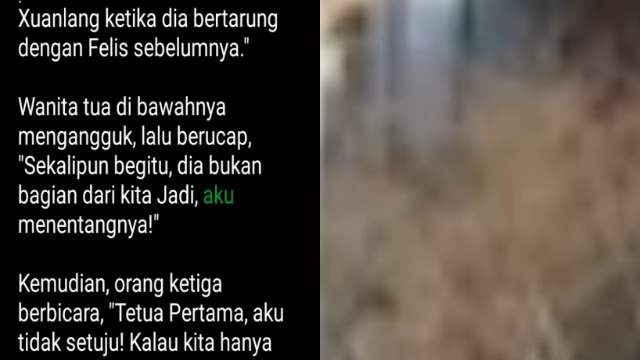 Xuanlang ketika dia bertarung
dengan Felis sebelumnya."
Wanita tua di bawahnya
mengangguk, lalu berucap,
"Sekalipun begitu, dia bukan
bagian dari kita Jadi, aku
menentangnya!"
Kemudian, orang ketiga
berbicara, "Tetua Pertama, aku
tidak setuju! Kalau kita hanya